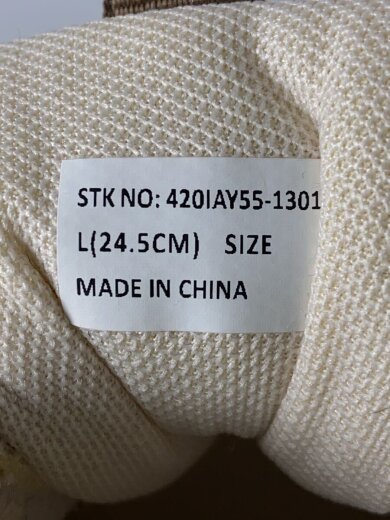 STK NO: 420IAY55-1301
L(24.5CM) SIZE
MADE IN CHINA